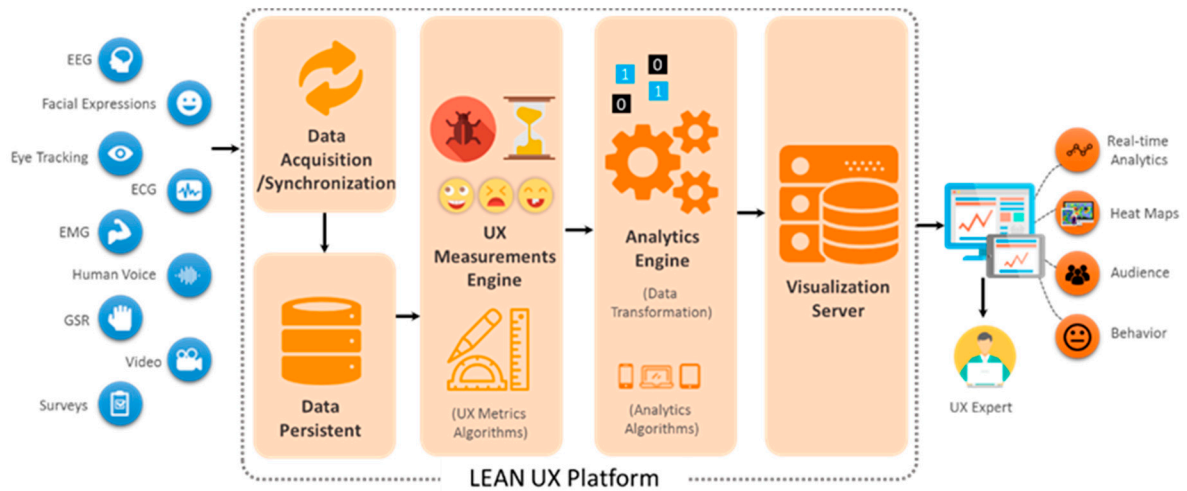 EEG
Facial Expressions
Eye Tracking
ECG
EMG
Human Voice
GSR
Video
Surveys
Data
Acquisition
/Synchronization
Data
Persistent
UX
Measurements
Engine
(UX Metrics
Algorithms)
1
0
0
1
Analytics
Engine
(Data
Transformation)
(Analytics
Algorithms)
Visualization
Server
Real-time
Analytics
Heat Maps
Audience
Behavior
UX Expert
LEAN UX Platform